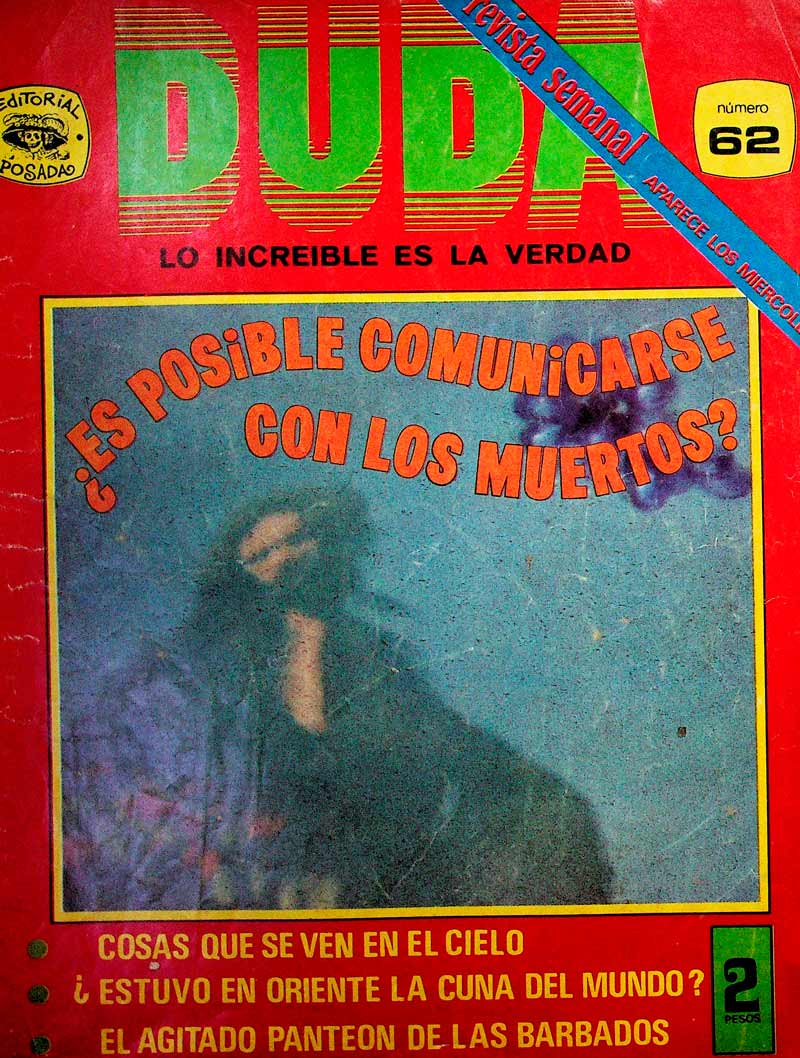 DUDA
revista semanal
APARECE LOS MIERCOL
EDITORIAL
POSADA
número
62
LO INCREIBLE ES LA VERDAD
¿ES POSiBLE COMUNiCARSE
CON LOS MUERTOS?
COSAS QUE SE VEN EN EL CIELO
¿ESTUVO EN ORIENTE LA CUNA DEL MUNDO?
EL AGITADO PANTEON DE LAS BARBADOS
2
PESOS